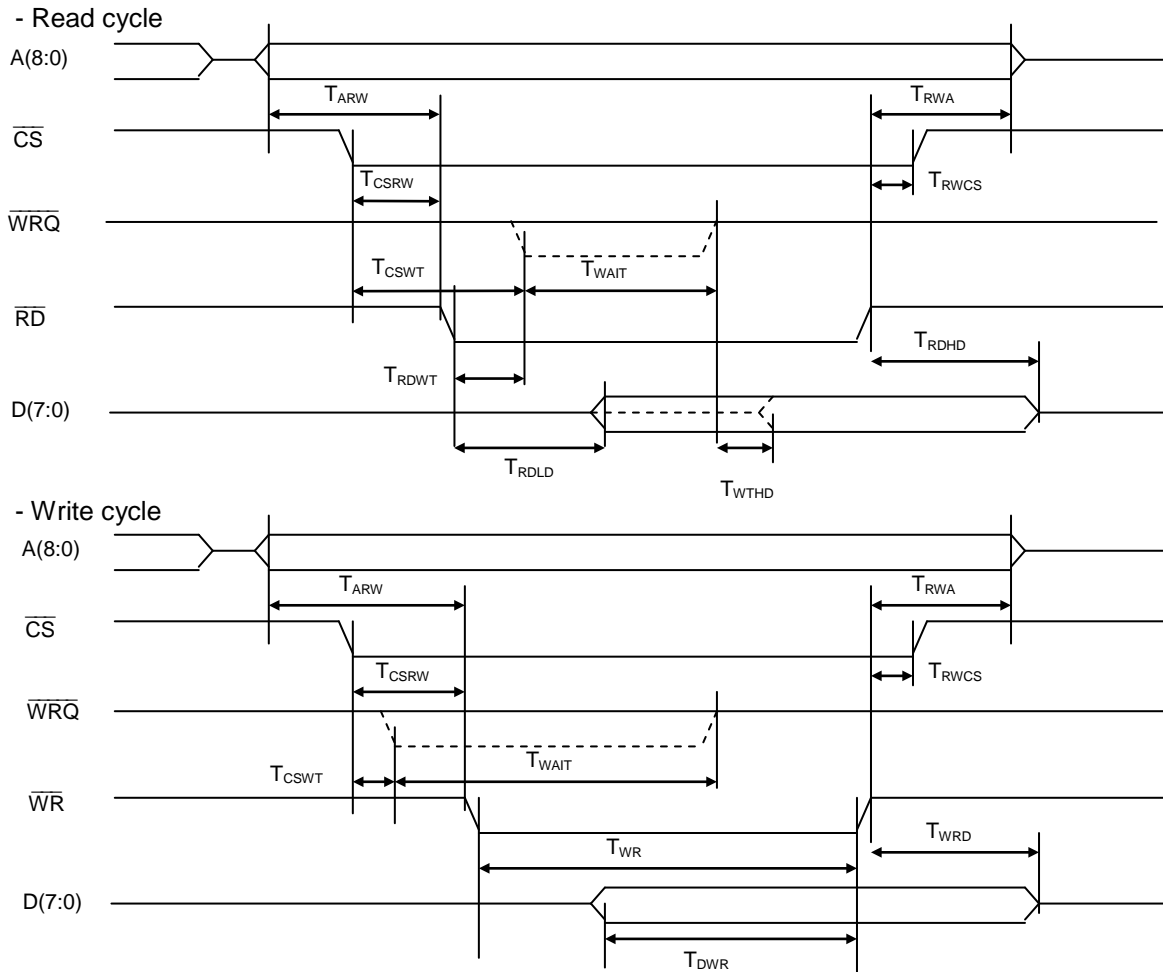 - Read cycle
A(8:0)
TARW
TRWA
CS
TCSRW
TRWCS
WRQ
TCSWT
TWAIT
RD
TRDHD
TRDWT
D(7:0)
TRDLD
TWTHD
- Write cycle
A(8:0)
TARW
TRWA
CS
TCSRW
TRWCS
WRQ
TCSWT
TWAIT
WR
TWR
TWRD
D(7:0)
TDWR